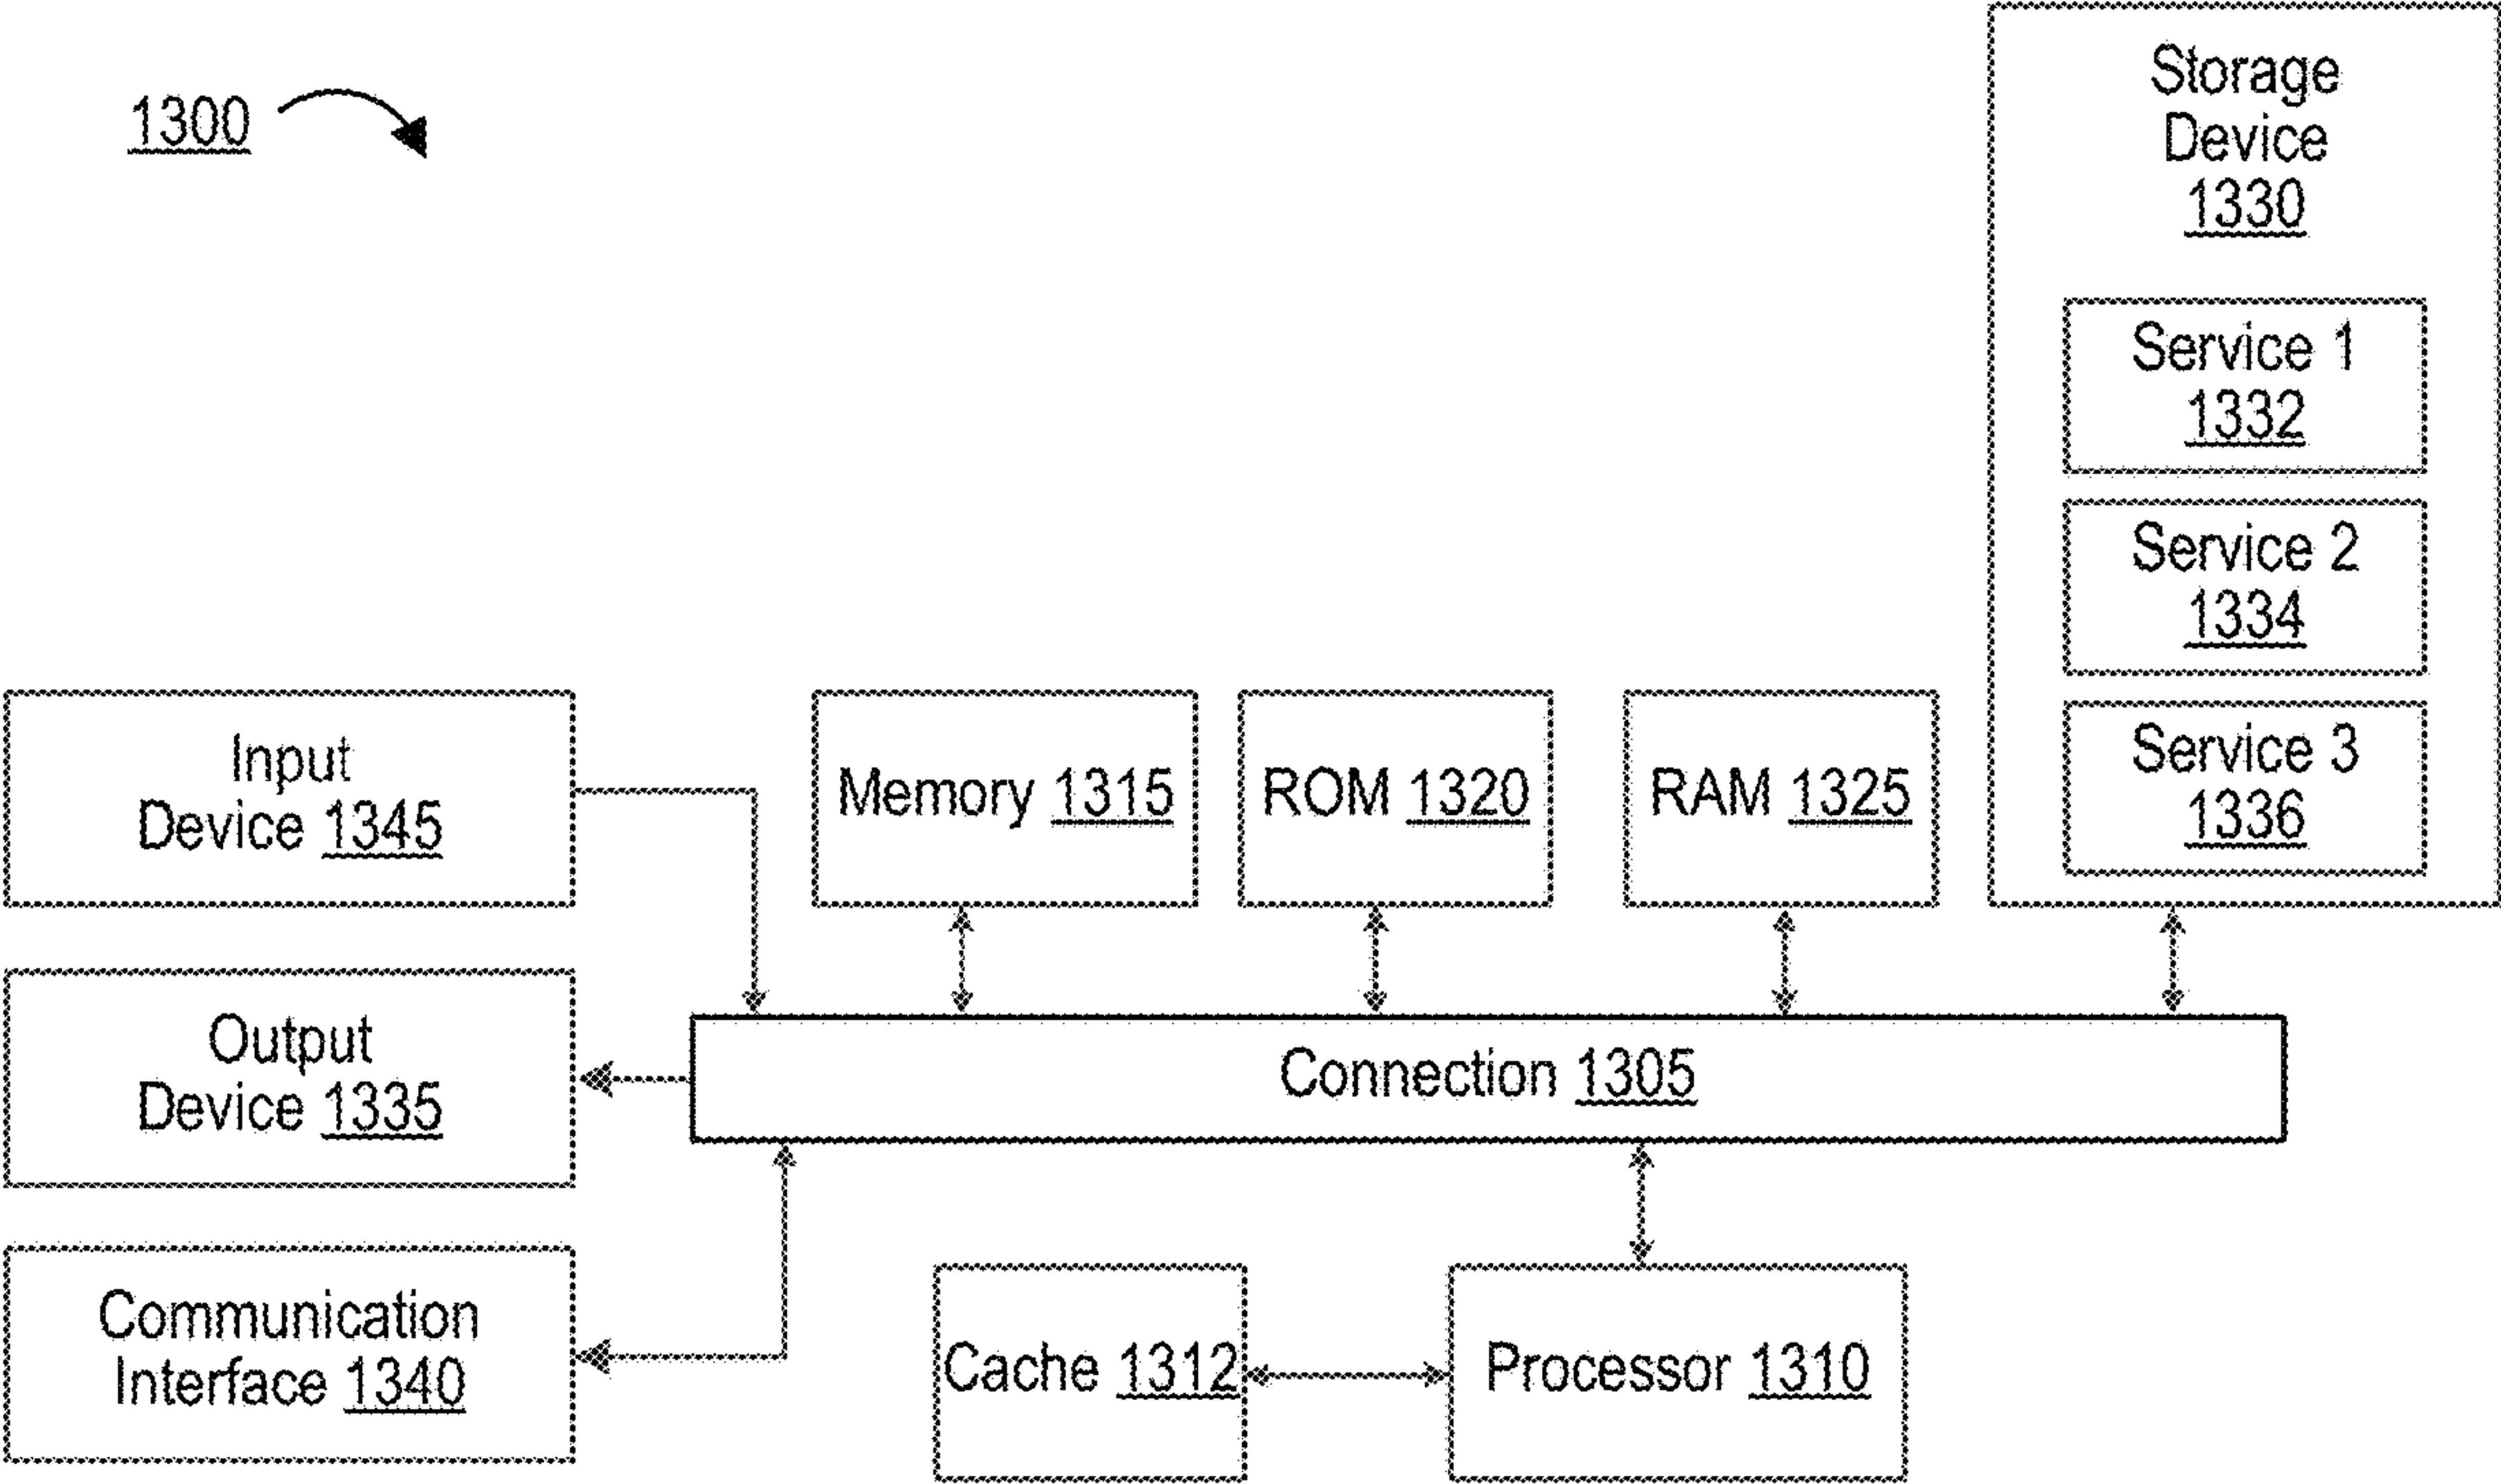 1300
Storage
Device
1330
Service 1
1332
Service 2
1334
Service 3
1336
Input
Device 1345
Memory 1315
ROM 1320
RAM 1325
Output
Device 1335
Connection 1305
Communication
Interface 1340
Cache 1312
Processor 1310